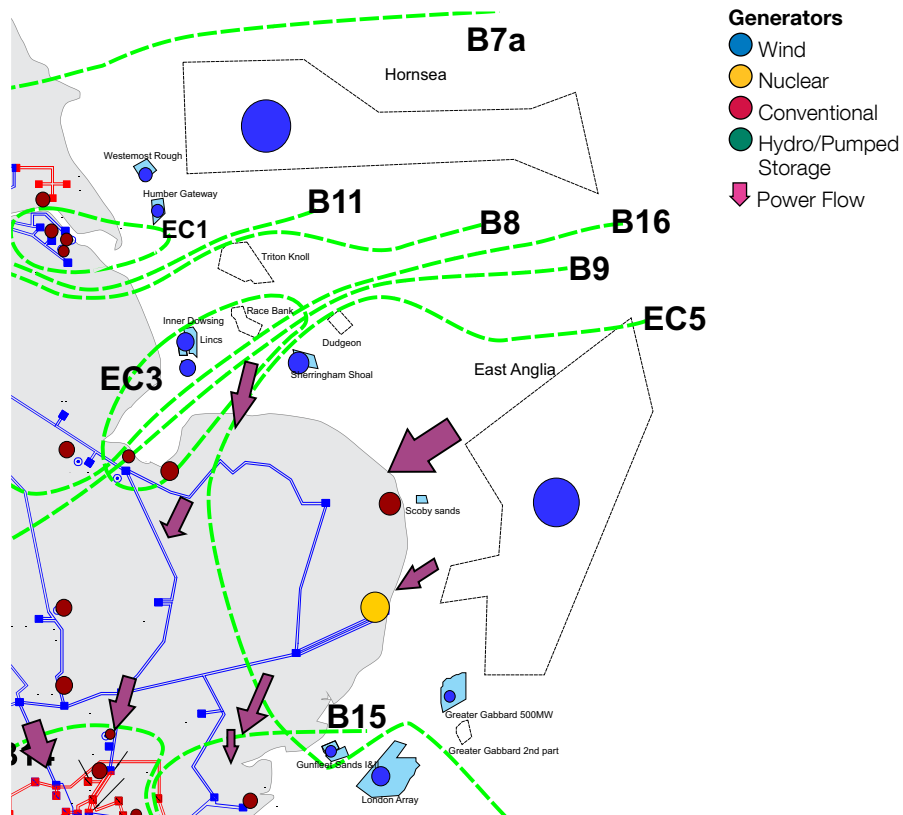 Generators
Wind
Nuclear
Conventional
Hydro/Pumped
Storage
Power Flow
B7a
Hornsea
Westernmost Rough
Humber Gateway
B11
EC1
B8
B16
Triton Knoll
B9
Race Bank
Inner Dowsing
Lincs
Dudgeon
EC5
EC3
Sherringham Shoal
East Anglia
Scoby sands
B15
Greater Gabbard 500MW
Greater Gabbard 2nd part
Gunfleet Sands I&II
London Array